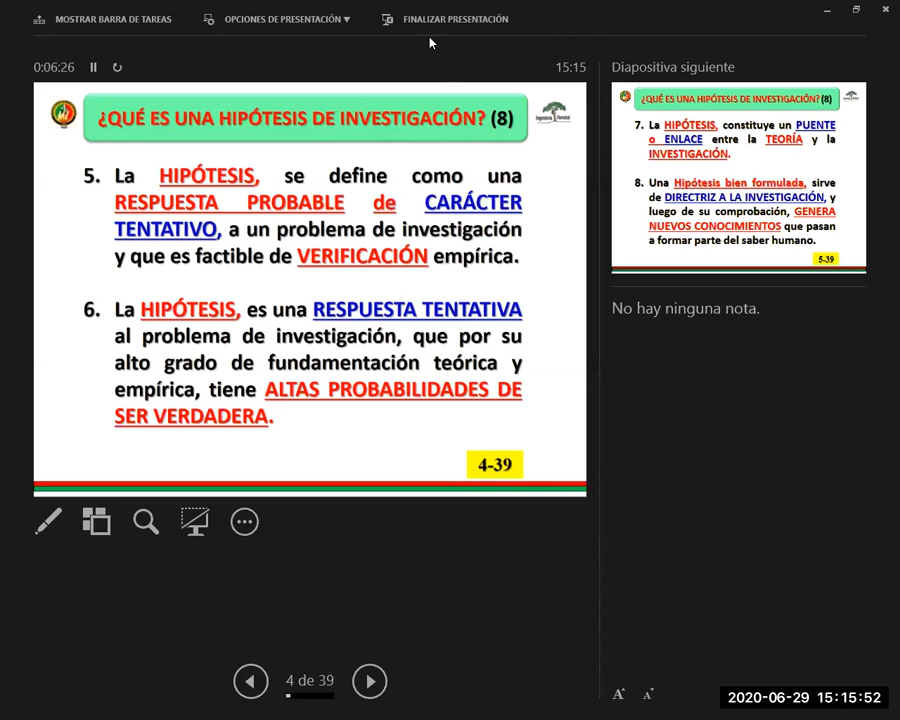 MOSTRAR BARRA DE TAREAS
OPCIONES DE PRESENTACIÓN ▼
FINALIZAR PRESENTACIÓN
0:06:26
15:15
¿QUÉ ES UNA HIPÓTESIS DE INVESTIGACIÓN? (8)
5. La HIPÓTESIS, se define como una
RESPUESTA PROBABLE de CARÁCTER
TENTATIVO, a un problema de investigación
y que es factible de VERIFICACIÓN empírica.
6. La HIPÓTESIS, es una RESPUESTA TENTATIVA
al problema de investigación, que por su
alto grado de fundamentación teórica y
empírica, tiene ALTAS PROBABILIDADES DE
SER VERDADERA.
4-39
Diapositiva siguiente
¿QUÉ ES UNA HIPÓTESIS DE INVESTIGACIÓN? (8)
7. La HIPÓTESIS, constituye un PUENTE
o ENLACE entre la TEORÍA y la
INVESTIGACIÓN.
8. Una Hipótesis bien formulada, sirve
de DIRECTRIZ A LA INVESTIGACIÓN, y
luego de su comprobación, GENERA
NUEVOS CONOCIMIENTOS que pasan
a formar parte del saber humano.
5-39
No hay ninguna nota.
4 de 39
A A
2020-06-29 15:15:52